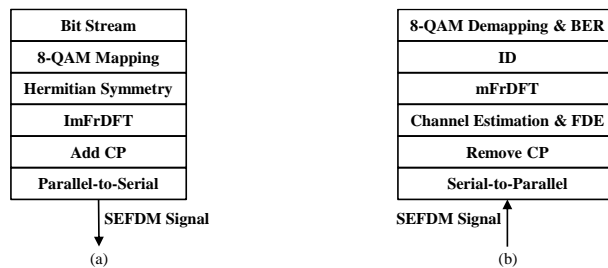 Bit Stream
8-QAM Mapping
Hermitian Symmetry
ImFrDFT
Add CP
Parallel-to-Serial
SEFDM Signal
(a)
8-QAM Demapping & BER
ID
mFrDFT
Channel Estimation & FDE
Remove CP
Serial-to-Parallel
SEFDM Signal
(b)